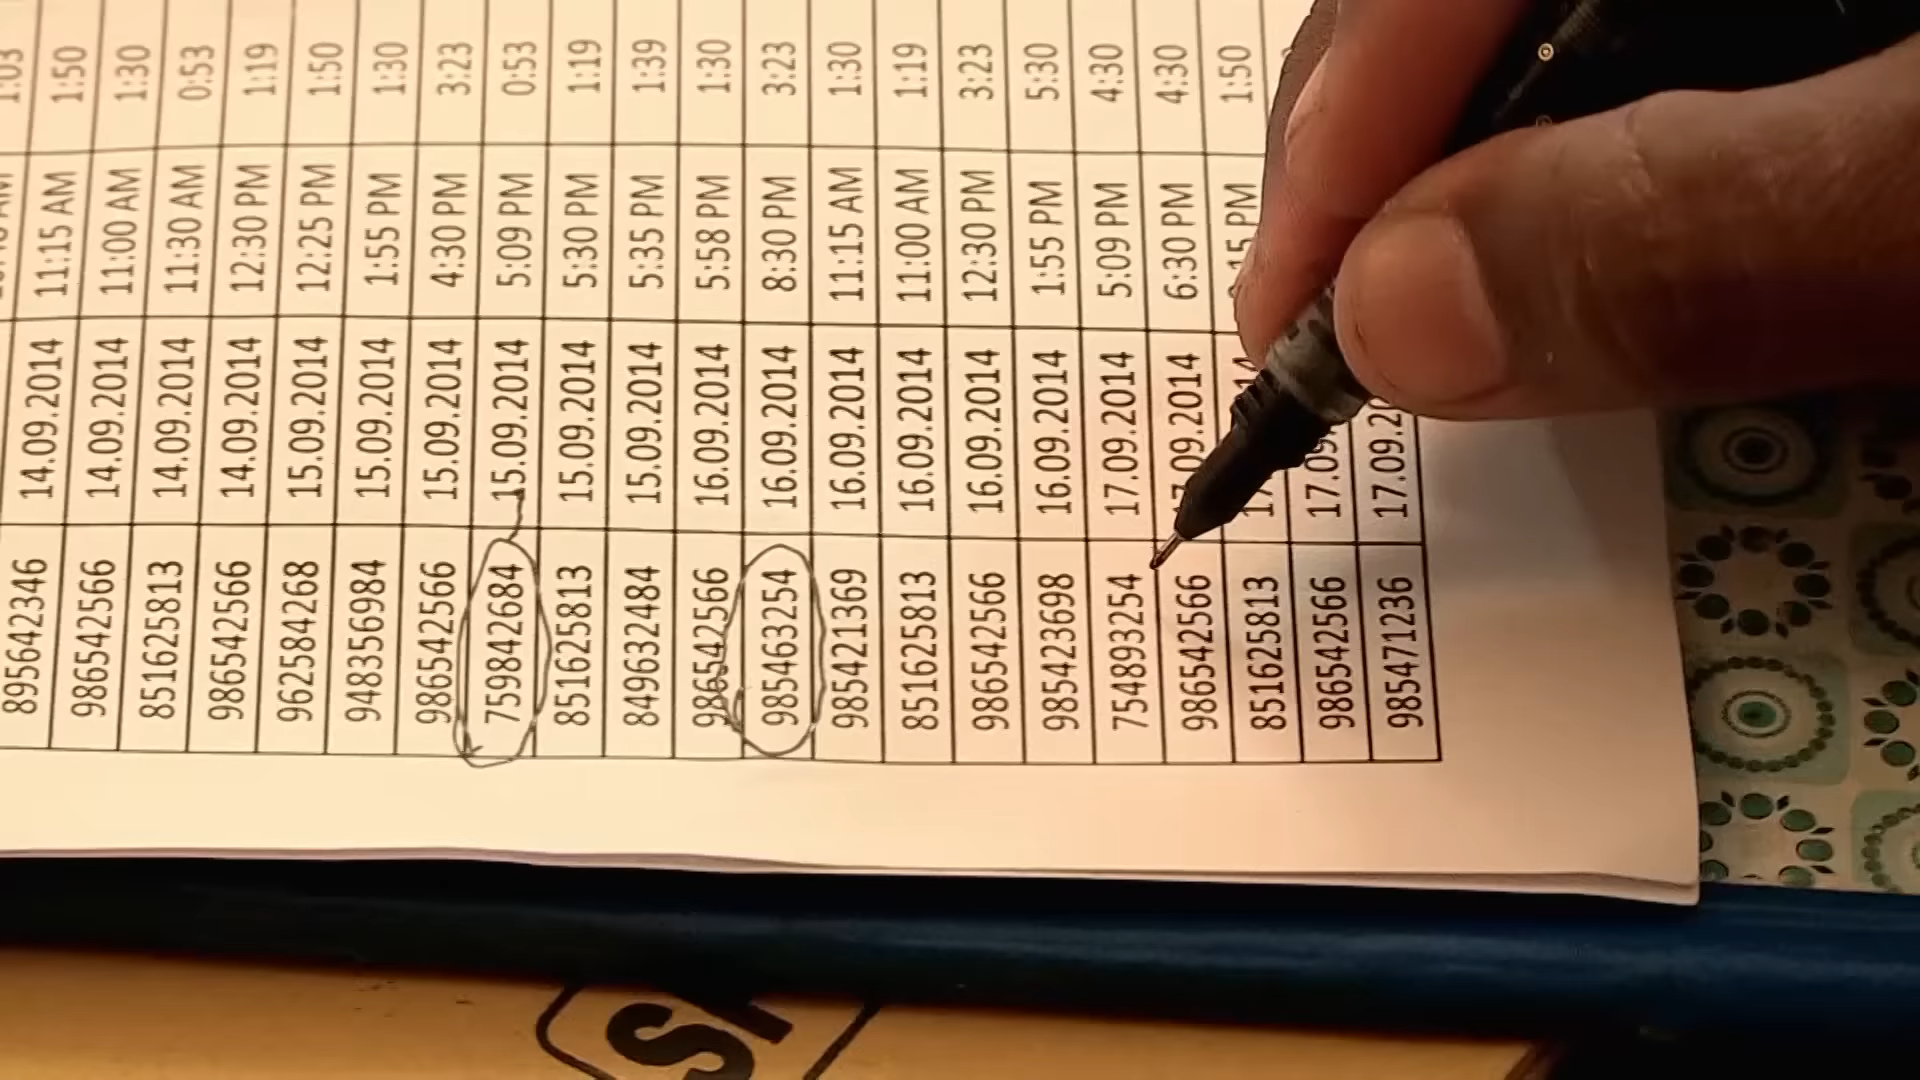 1:03
895642346 14.09.2014 11:15 AM 1:50
986542566 14.09.2014 11:00 AM 1:30
851625813 14.09.2014 11:30 AM 0:53
986542566 14.09.2014 12:30 PM 1:19
962584268 15.09.2014 12:25 PM 1:50
948356984 15.09.2014 1:55 PM 1:30
986542566 15.09.2014 4:30 PM 3:23
759842684 15.09.2014 5:09 PM 0:53
851625813 15.09.2014 5:30 PM 1:19
849632484 15.09.2014 5:35 PM 1:39
986542566 16.09.2014 5:58 PM 1:30
985463254 16.09.2014 8:30 PM 3:23
985421369 16.09.2014 11:15 AM 1:30
851625813 16.09.2014 11:00 AM 1:19
986542566 16.09.2014 12:30 PM 3:23
985423698 16.09.2014 1:55 PM 5:30
754893254 17.09.2014 5:09 PM 4:30
986542566 17.09.2014 6:30 PM 4:30
851625813 PM 1:50
986542566 17.09
985471236 17.09.20